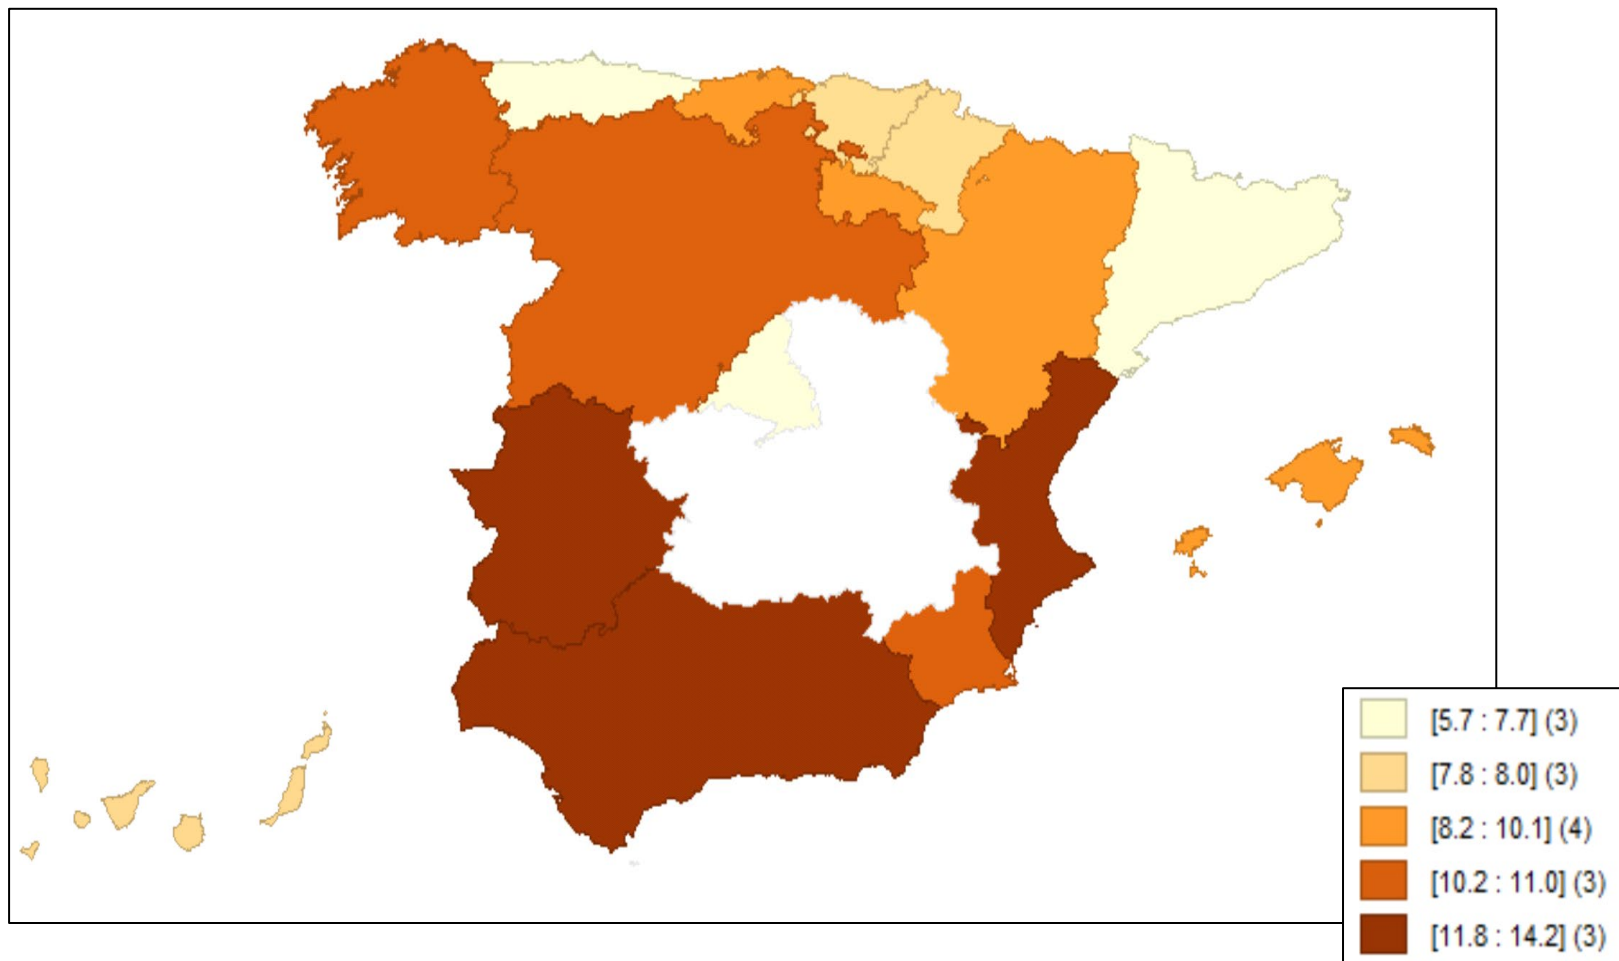 [5.7 : 7.7] (3)
[7.8 : 8.0] (3)
[8.2 : 10.1] (4)
[10.2 : 11.0] (3)
[11.8 : 14.2] (3)